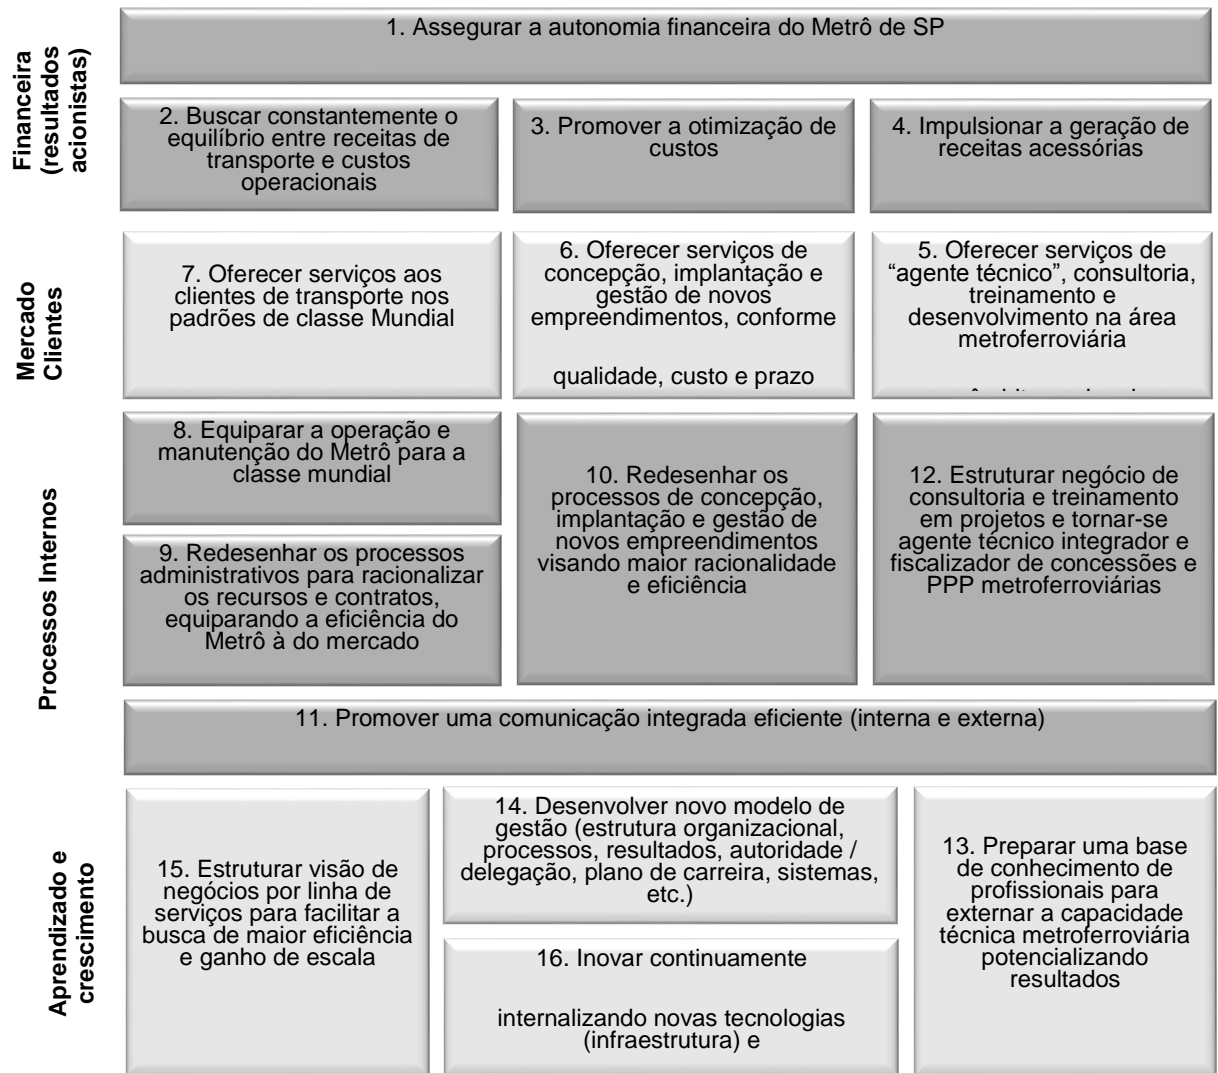 Financeira
(resultados
acionistas)
1. Assegurar a autonomia financeira do Metrô de SP
2. Buscar constantemente o
equilíbrio entre receitas de
transporte e custos
operacionais
3. Promover a otimização de
custos
4. Impulsionar a geração de
receitas acessórias
Mercado
Clientes
7. Oferecer serviços aos
clientes de transporte nos
padrões de classe Mundial
6. Oferecer serviços de
concepção, implantação e
gestão de novos
empreendimentos, conforme
qualidade, custo e prazo
5. Oferecer serviços de
“agente técnico”, consultoria,
treinamento e
desenvolvimento na área
metroferroviária
Processos Internos
8. Equiparar a operação e
manutenção do Metrô para a
classe mundial
9. Redesenhar os processos
administrativos para racionalizar
os recursos e contratos,
equiparando a eficiência do
Metrô à do mercado
10. Redesenhar os
processos de concepção,
implantação e gestão de
novos empreendimentos
visando maior racionalidade
e eficiência
12. Estruturar negócio de
consultoria e treinamento
em projetos e tornar-se
agente técnico integrador e
fiscalizador de concessões e
PPP metroferroviárias
11. Promover uma comunicação integrada eficiente (interna e externa)
Aprendizado e
crescimento
15. Estruturar visão de
negócios por linha de
serviços para facilitar a
busca de maior eficiência
e ganho de escala
14. Desenvolver novo modelo de
gestão (estrutura organizacional,
processos, resultados, autoridade /
delegação, plano de carreira, sistemas,
etc.)
16. Inovar continuamente
internalizando novas tecnologias
(infraestrutura) e
13. Preparar uma base
de conhecimento de
profissionais para
externar a capacidade
técnica metroferroviária
potencializando
resultados